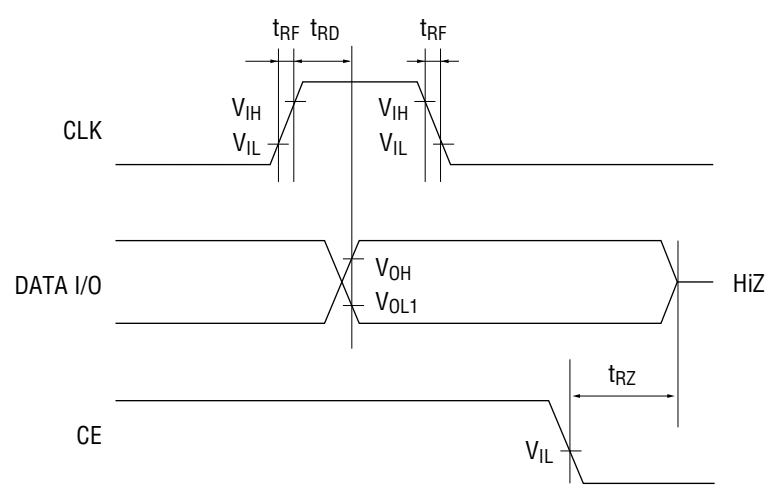 tRF tRD tRF
VIH VIH
CLK
VIL VIL
VOH
DATA I/O HiZ
VOL1
tRZ
CE
VIL